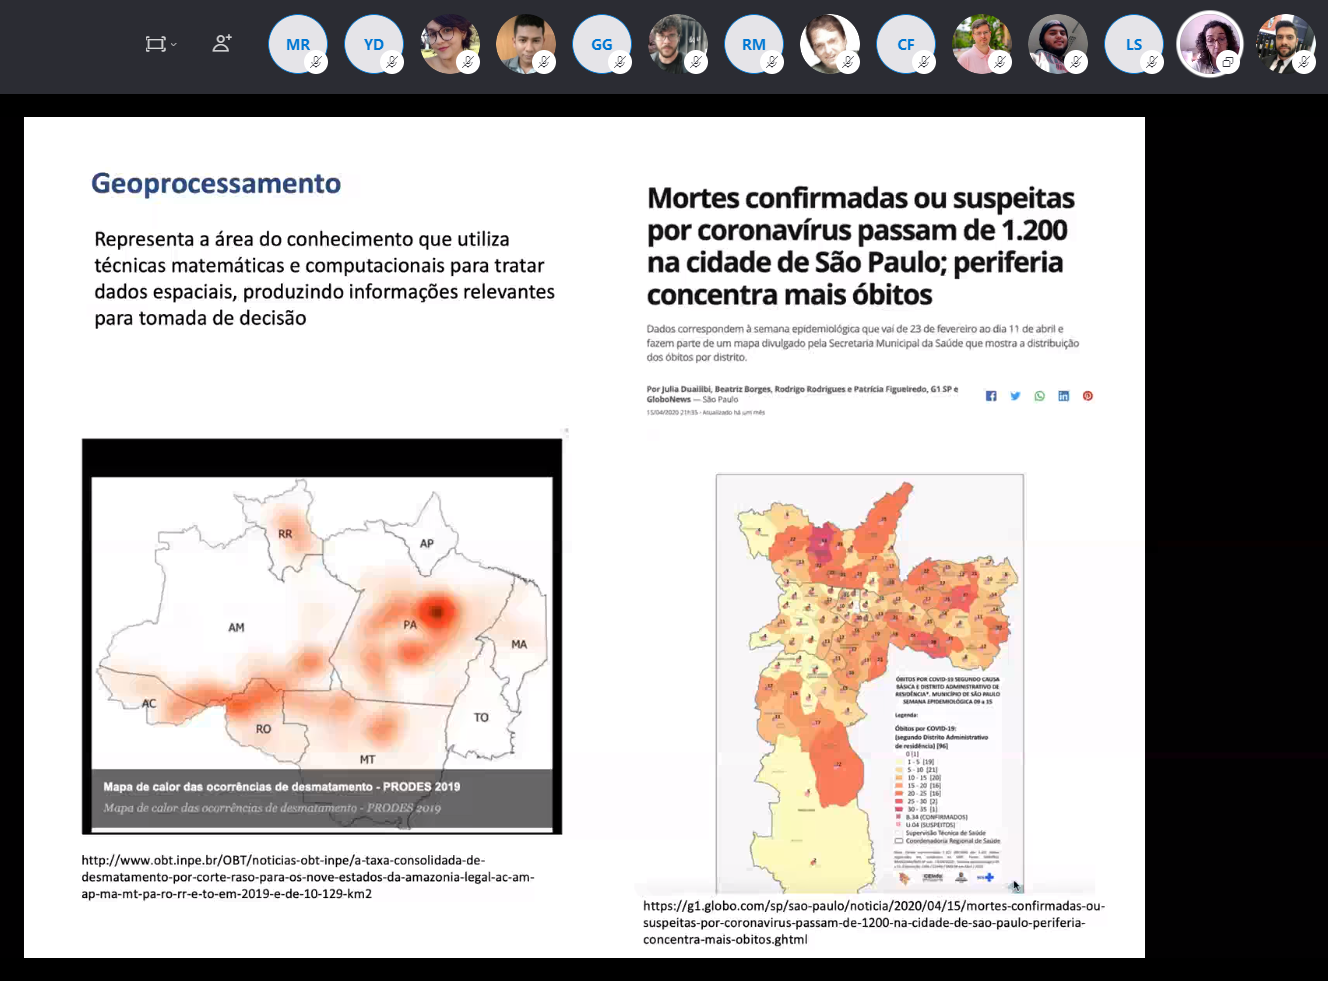 MR
YD
GG
RM
CF
LS
Geoprocessamento
Representa a área do conhecimento que utiliza
técnicas matemáticas e computacionais para tratar
dados espaciais, produzindo informações relevantes
para tomada de decisão
RR
AP
AM
PA
MA
AC
RO
TO
MT
Mapa de calor das ocorrências de desmatamento - PRODES 2019
Mapa de calor das ocorrências de desmatamento - PRODES 2019
http://www.obt.inpe.br/OBT/noticias-obt-inpe/a-taxa-consolidada-de-
desmatamento-por-corte-raso-para-os-nove-estados-da-amazonia-legal-ac-am-
ap-ma-mt-pa-ro-rr-e-to-em-2019-e-de-10-129-km2
Mortes confirmadas ou suspeitas
por coronavírus passam de 1.200
na cidade de São Paulo; periferia
concentra mais óbitos
Dados correspondem à semana epidemiológica que vai de 23 de fevereiro ao dia 11 de abril e
fazem parte de um mapa divulgado pela Secretaria Municipal da Saúde que mostra a distribuição
dos óbitos por distrito.
Por Julia Duailibi, Beatriz Borges, Rodrigo Rodrigues e Patrícia Figueiredo, G1 SP e
GloboNews — São Paulo
15/04/2020 21h35 · Atualizado há um mês
ÓBITOS POR COVID-19 SEGUNDO CAUSA
BÁSICA E DISTRITO ADMINISTRATIVO DE
RESIDÊNCIA*. MUNICÍPIO DE SÃO PAULO
SEMANA EPIDEMIOLÓGICA 09 a 15
Legenda:
Óbitos por COVID-19:
(segundo Distrito Administrativo
de residência) [96]
0 [1]
1 - 5 [19]
5 - 10 [21]
10 - 15 [20]
15 - 20 [16]
20 - 25 [16]
25 - 30 [2]
30 - 35 [1]
B.34 (CONFIRMADOS)
U.04 (SUSPEITOS)
Supervisão Técnica de Saúde
Coordenadoria Regional de Saúde
https://g1.globo.com/sp/sao-paulo/noticia/2020/04/15/mortes-confirmadas-ou-
suspeitas-por-coronavirus-passam-de-1200-na-cidade-de-sao-paulo-periferia-
concentra-mais-obitos.ghtml